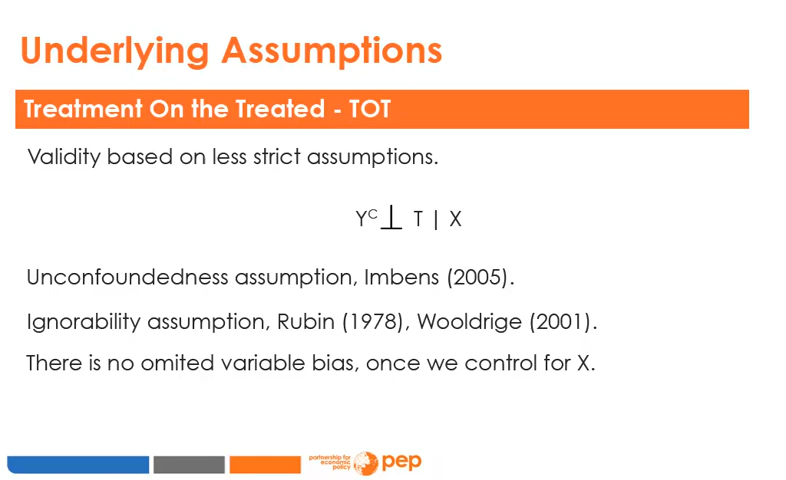 Underlying Assumptions
Treatment On the Treated - TOT
Validity based on less strict assumptions.
Yᶜ⊥ T | X
Unconfoundedness assumption, Imbens (2005).
Ignorability assumption, Rubin (1978), Wooldrige (2001).
There is no omited variable bias, once we control for X.
partnership for
economic
policy
pep